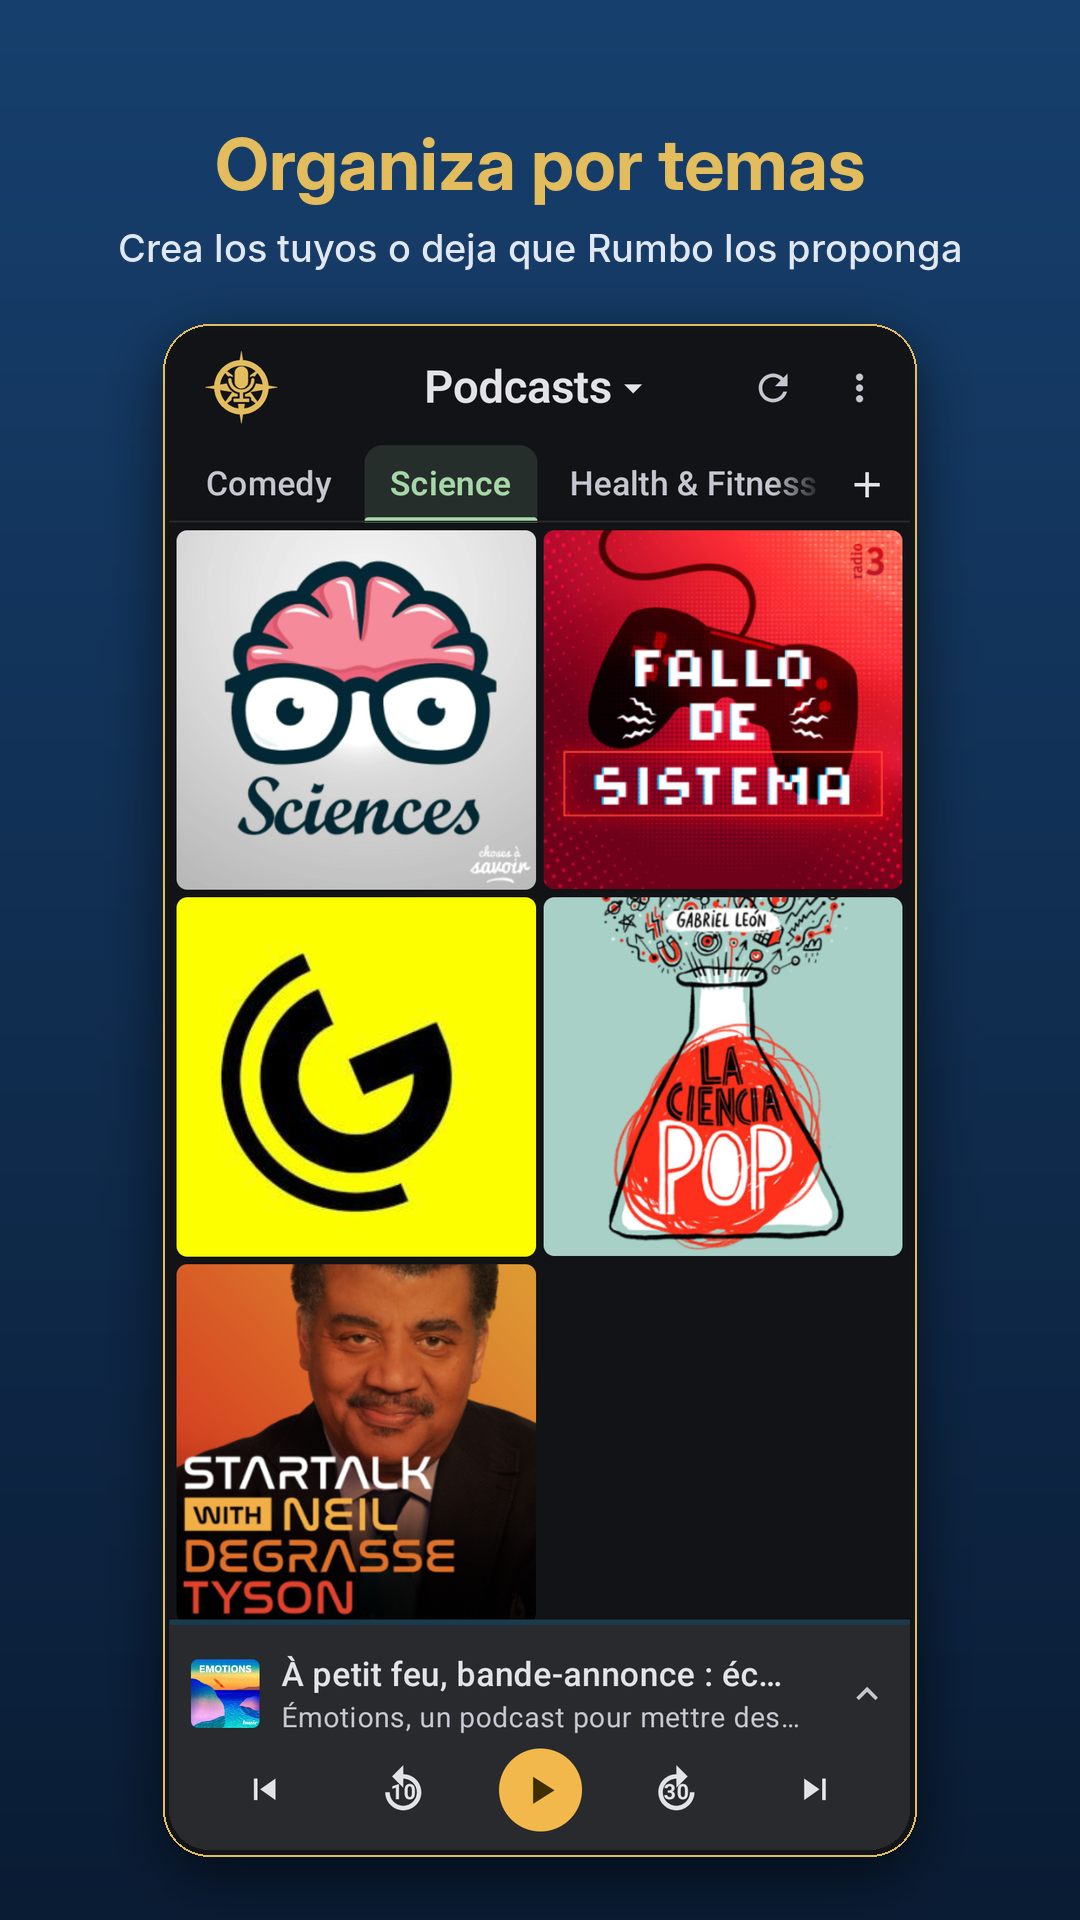 Organiza por temas
Crea los tuyos o deja que Rumbo los proponga
Podcasts
Comedy Science Health & Fitness
Sciences
choses à
savoir
radio 3
FALLO
DE
SISTEMA
G
GABRIEL LEÓN
LA
CIENCIA
POP
STARTALK
WITH NEIL
DEGRASSE
TYSON
EMOTIONS
À petit feu, bande-annonce : éc…
Émotions, un podcast pour mettre des…
10
30